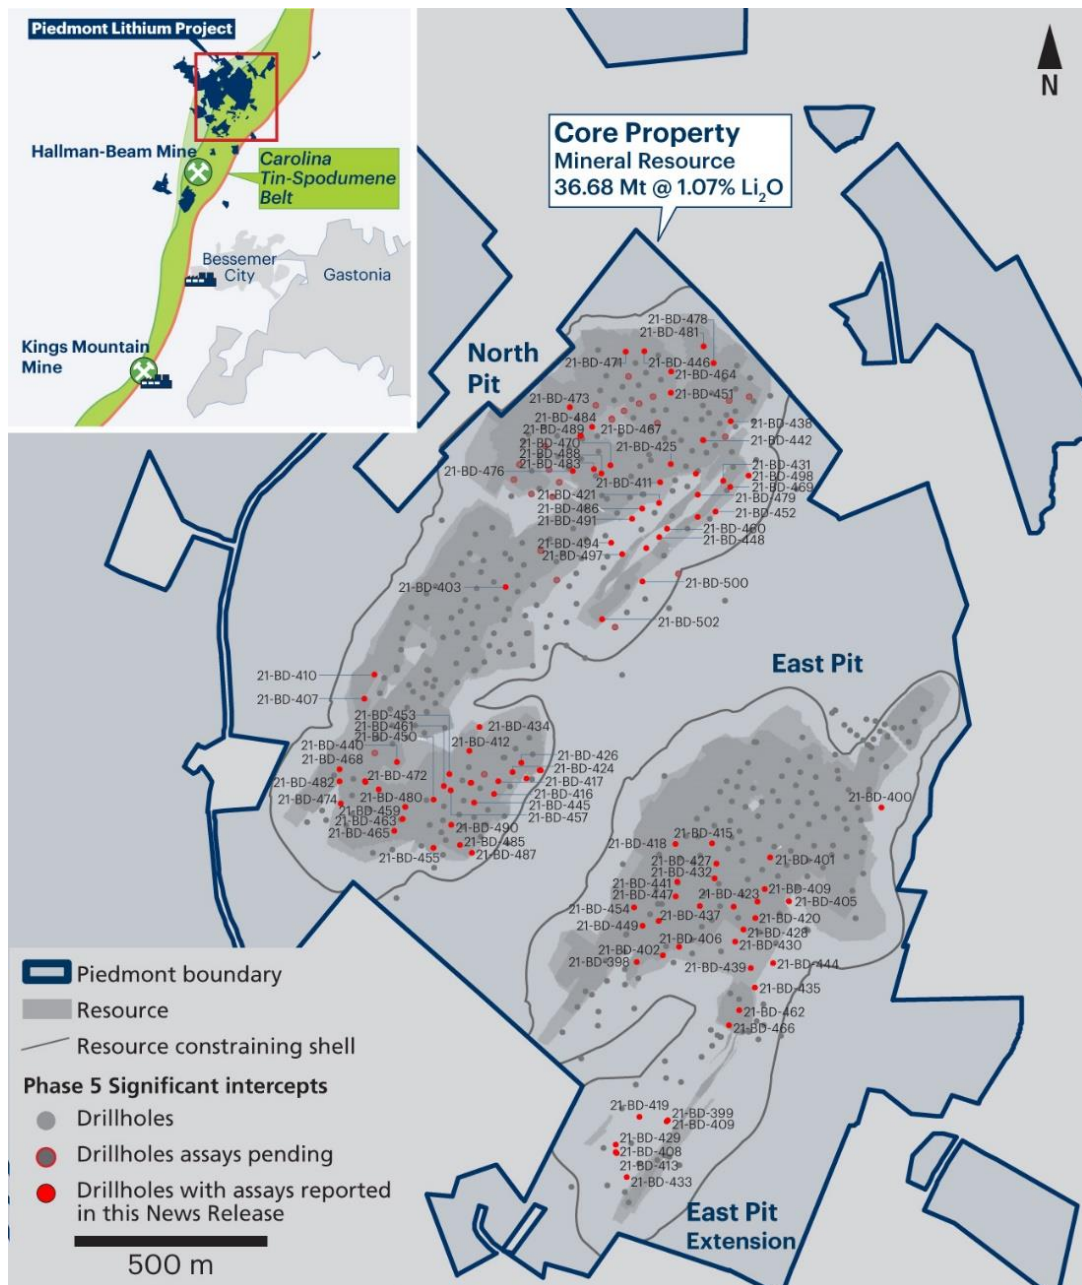 Piedmont Lithium Project
Hallman-Beam Mine
Carolina
Tin-Spodumene
Belt
Bessemer
City
Gastonia
Kings Mountain
Mine
N
Core Property
Mineral Resource
36.68 Mt @ 1.07% Li₂O
North
Pit
21-BD-478
21-BD-481
21-BD-471
21-BD-446
21-BD-464
21-BD-451
21-BD-473
21-BD-484
21-BD-489
21-BD-467
21-BD-438
21-BD-470
21-BD-425
21-BD-442
21-BD-488
21-BD-476
21-BD-483
21-BD-431
21-BD-411
21-BD-498
21-BD-469
21-BD-421
21-BD-479
21-BD-486
21-BD-452
21-BD-491
21-BD-460
21-BD-494
21-BD-448
21-BD-497
21-BD-403
21-BD-500
21-BD-502
East Pit
21-BD-410
21-BD-407
21-BD-453
21-BD-461
21-BD-450
21-BD-434
21-BD-440
21-BD-412
21-BD-468
21-BD-426
21-BD-482
21-BD-472
21-BD-424
21-BD-417
21-BD-474
21-BD-480
21-BD-416
21-BD-459
21-BD-445
21-BD-463
21-BD-457
21-BD-465
21-BD-490
21-BD-485
21-BD-455
21-BD-487
21-BD-400
21-BD-415
21-BD-418
21-BD-427
21-BD-401
21-BD-432
21-BD-441
21-BD-409
21-BD-447
21-BD-423
21-BD-405
21-BD-454
21-BD-437
21-BD-420
21-BD-449
21-BD-428
21-BD-406
21-BD-430
21-BD-402
21-BD-398
21-BD-439
21-BD-444
21-BD-435
21-BD-462
21-BD-466
21-BD-419
21-BD-399
21-BD-409
21-BD-429
21-BD-408
21-BD-413
21-BD-433
East Pit
Extension
Piedmont boundary
Resource
Resource constraining shell
Phase 5 Significant intercepts
Drillholes
Drillholes assays pending
Drillholes with assays reported
in this News Release
500 m